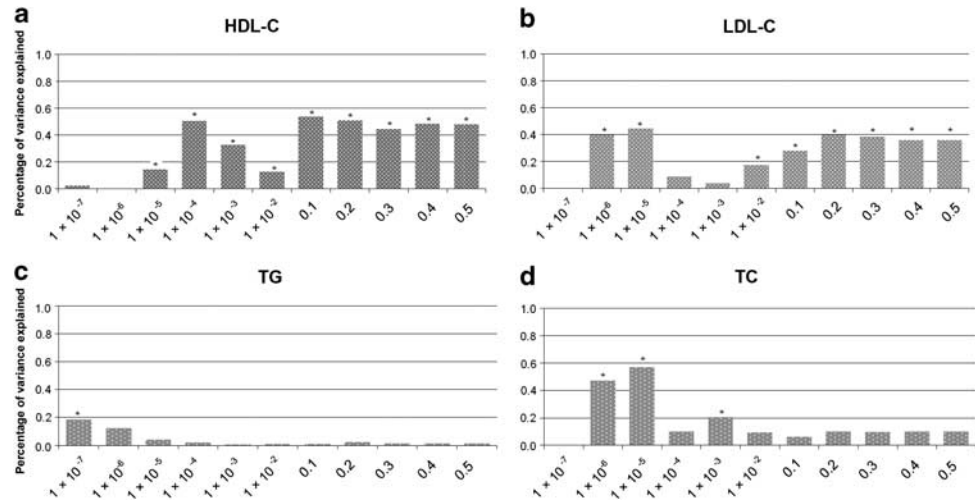 a
HDL-C
Percentage of variance explained
1.0
0.8
0.6
0.4
0.2
0.0
* * * * * * * * *
1 × 10⁻⁷ 1 × 10⁻⁶ 1 × 10⁻⁵ 1 × 10⁻⁴ 1 × 10⁻³ 1 × 10⁻² 0.1 0.2 0.3 0.4 0.5
b
LDL-C
1.0
0.8
0.6
0.4
0.2
0.0
* * * * * * * *
1 × 10⁻⁷ 1 × 10⁻⁶ 1 × 10⁻⁵ 1 × 10⁻⁴ 1 × 10⁻³ 1 × 10⁻² 0.1 0.2 0.3 0.4 0.5
c
TG
Percentage of variance explained
1.0
0.8
0.6
0.4
0.2
0.0
*
1 × 10⁻⁷ 1 × 10⁻⁶ 1 × 10⁻⁵ 1 × 10⁻⁴ 1 × 10⁻³ 1 × 10⁻² 0.1 0.2 0.3 0.4 0.5
d
TC
1.0
0.8
0.6
0.4
0.2
0.0
* * *
1 × 10⁻⁷ 1 × 10⁻⁶ 1 × 10⁻⁵ 1 × 10⁻⁴ 1 × 10⁻³ 1 × 10⁻² 0.1 0.2 0.3 0.4 0.5